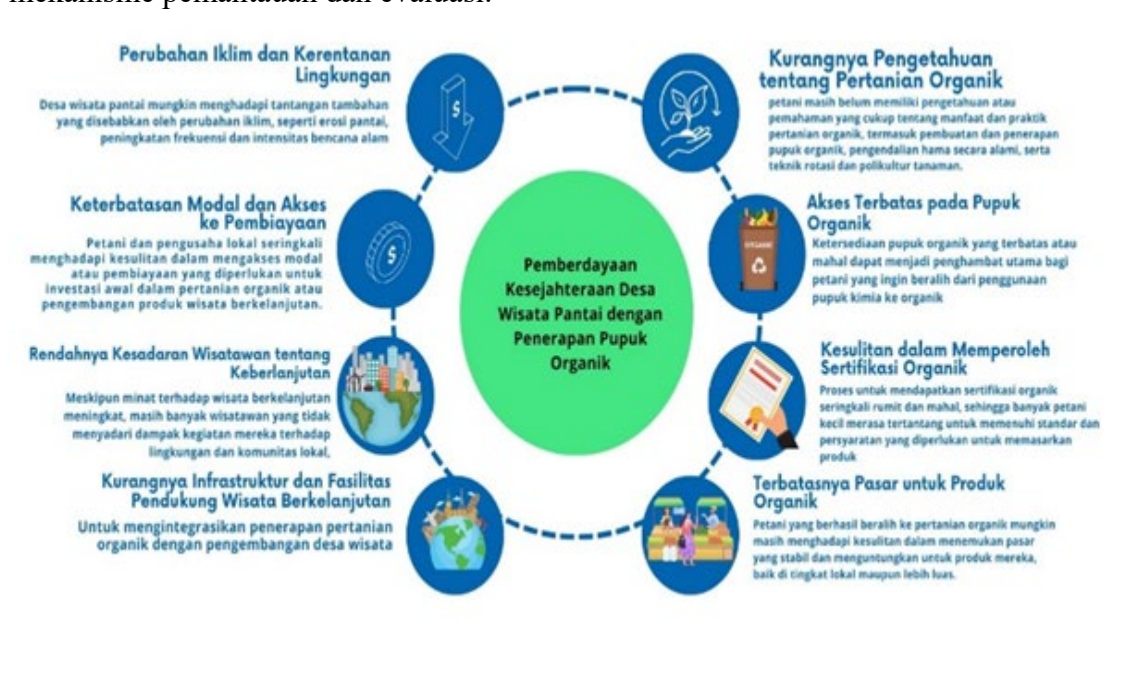 mekanisme pemantauan dan evaluasi.
Perubahan Iklim dan Kerentanan
Lingkungan
Desa wisata pantai mungkin menghadapi tantangan tambahan
yang disebabkan oleh perubahan iklim, seperti erosi pantai,
peningkatan frekuensi dan intensitas bencana alam
Keterbatasan Modal dan Akses
ke Pembiayaan
Petani dan pengusaha lokal seringkali
menghadapi kesulitan dalam mengakses modal
atau pembiayaan yang diperlukan untuk
investasi awal dalam pertanian organik atau
pengembangan produk wisata berkelanjutan.
Rendahnya Kesadaran Wisatawan tentang
Keberlanjutan
Meskipun minat terhadap wisata berkelanjutan
meningkat, masih banyak wisatawan yang tidak
menyadari dampak kegiatan mereka terhadap
lingkungan dan komunitas lokal,
Kurangnya Infrastruktur dan Fasilitas
Pendukung Wisata Berkelanjutan
Untuk mengintegrasikan penerapan pertanian
organik dengan pengembangan desa wisata
$
$
Pemberdayaan
Kesejahteraan Desa
Wisata Pantai dengan
Penerapan Pupuk
Organik
Kurangnya Pengetahuan
tentang Pertanian Organik
petani masih belum memiliki pengetahuan atau
pemahaman yang cukup tentang manfaat dan praktik
pertanian organik, termasuk pembuatan dan penerapan
pupuk organik, pengendalian hama secara alami, serta
teknik rotasi dan polikultur tanaman.
ORGANIC
Akses Terbatas pada Pupuk
Organik
Ketersediaan pupuk organik yang terbatas atau
mahal dapat menjadi penghambat utama bagi
petani yang ingin beralih dari penggunaan
pupuk kimia ke organik
Kesulitan dalam Memperoleh
Sertifikasi Organik
Proses untuk mendapatkan sertifikasi organik
seringkali rumit dan mahal, sehingga banyak petani
kecil merasa tertantang untuk memenuhi standar dan
persyaratan yang diperlukan untuk memasarkan
produk
Terbatasnya Pasar untuk Produk
Organik
Petani yang berhasil beralih ke pertanian organik mungkin
masih menghadapi kesulitan dalam menemukan pasar
yang stabil dan menguntungkan untuk produk mereka,
baik di tingkat lokal maupun lebih luas.